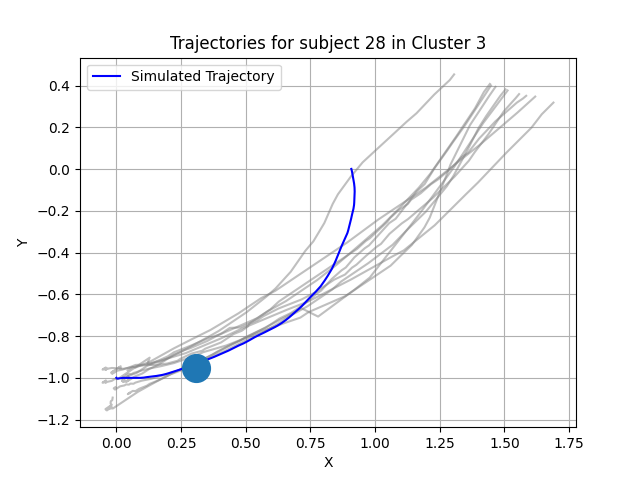 Trajectories for subject 28 in Cluster 3
Simulated Trajectory
0.4
0.2
0.0
−0.2
−0.4
−0.6
−0.8
−1.0
−1.2
Y
0.00 0.25 0.50 0.75 1.00 1.25 1.50 1.75
X